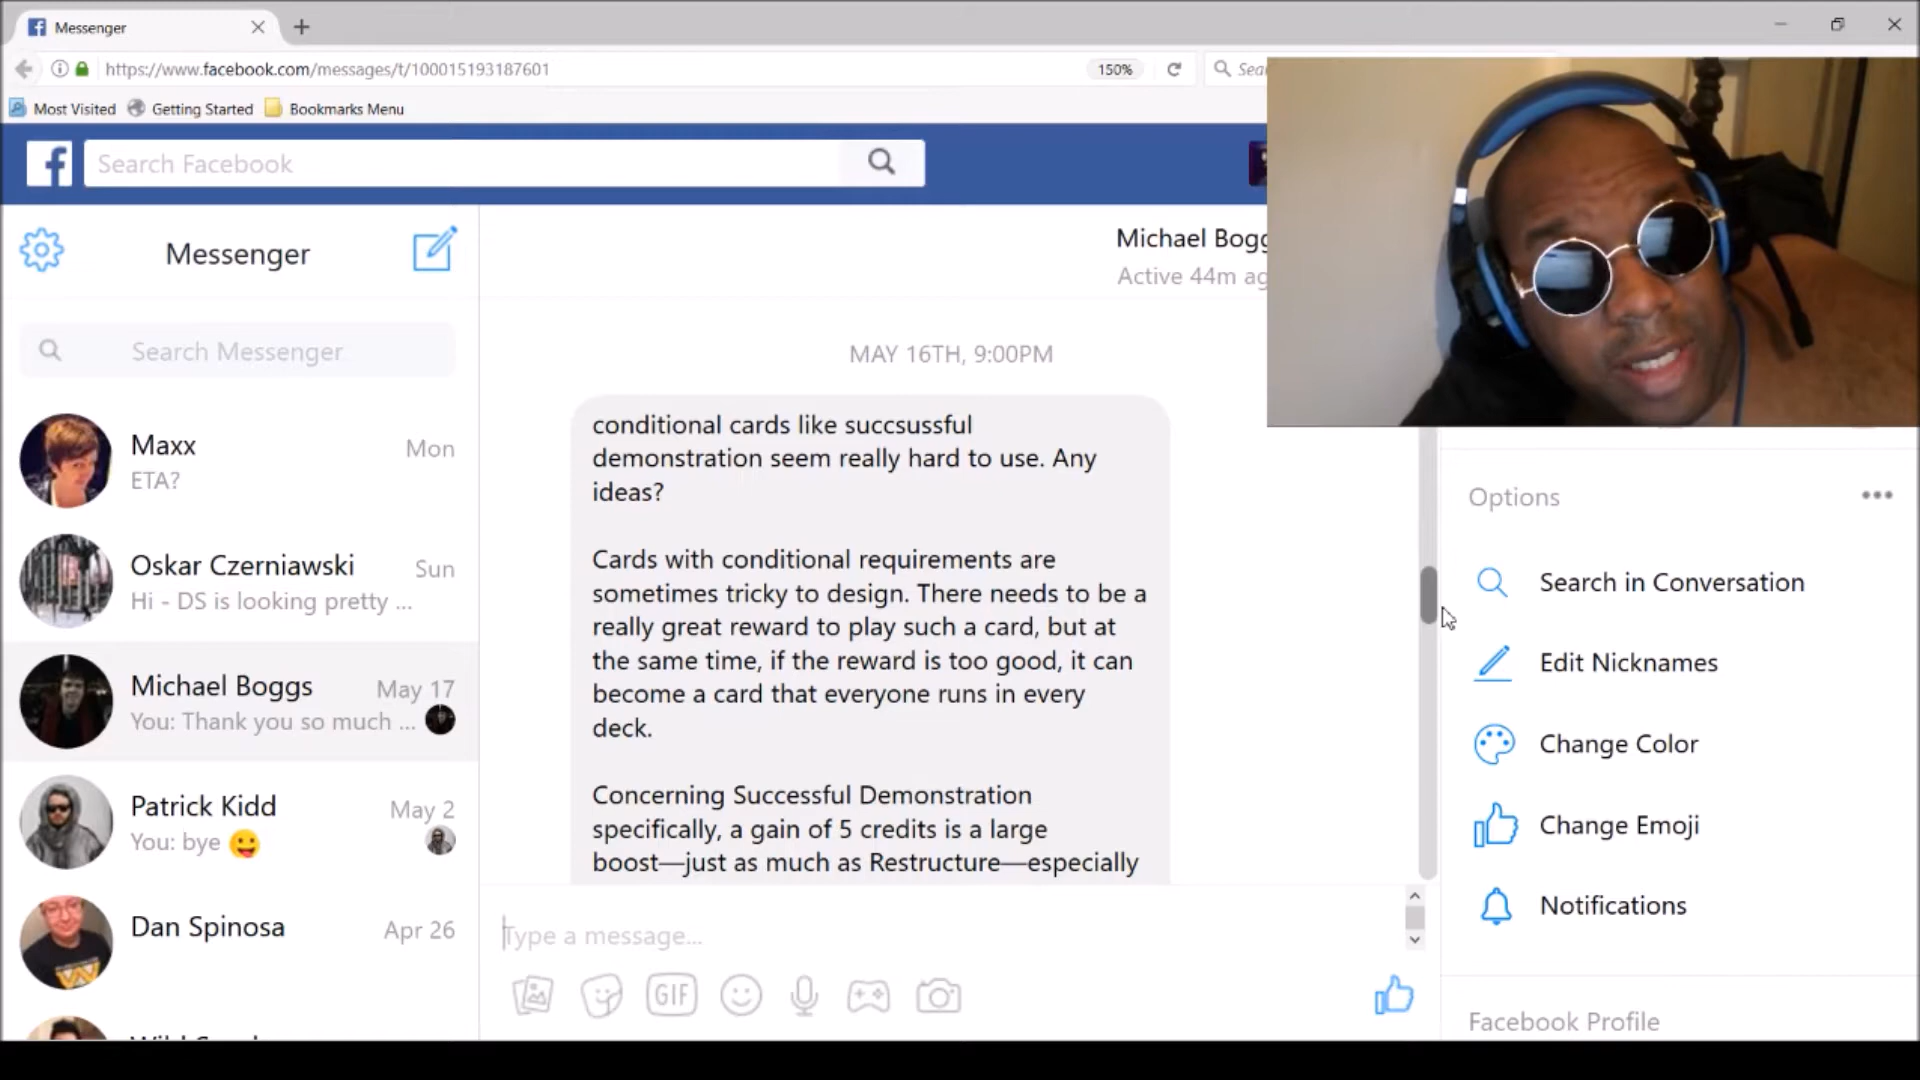 Messenger
https://www.facebook.com/messages/t/100015193187601
150%
Sea
Most Visited
Getting Started
Bookmarks Menu
Search Facebook
Messenger
Michael Bogg
Active 44m ag
Search Messenger
MAY 16TH, 9:00PM
Maxx
Mon
ETA?
Oskar Czerniawski
Sun
Hi - DS is looking pretty ...
Michael Boggs
May 17
You: Thank you so much ...
Patrick Kidd
May 2
You: bye 😛
Dan Spinosa
Apr 26
conditional cards like succsussful
demonstration seem really hard to use. Any
ideas?
Cards with conditional requirements are
sometimes tricky to design. There needs to be a
really great reward to play such a card, but at
the same time, if the reward is too good, it can
become a card that everyone runs in every
deck.
Concerning Successful Demonstration
specifically, a gain of 5 credits is a large
boost—just as much as Restructure—especially
Type a message...
GIF
Options
Search in Conversation
Edit Nicknames
Change Color
Change Emoji
Notifications
Facebook Profile